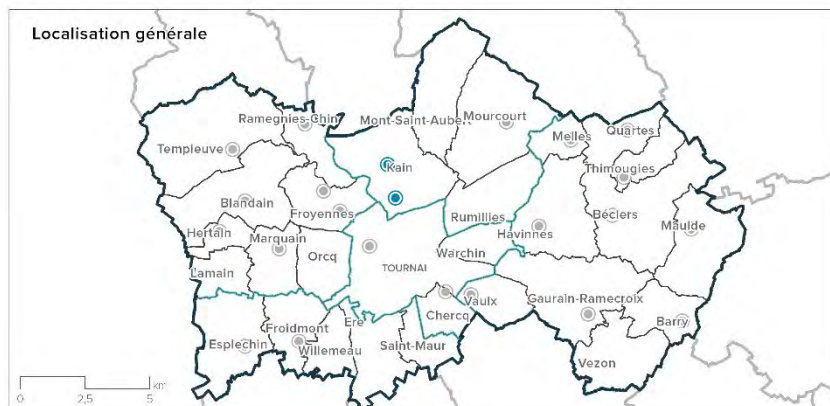 Localisation générale
Ramegnies-Chin
Mont-Saint-Aubert
Mourcourt
Melles
Quartes
Templeuve
Kain
Thimougies
Blandain
Froyennes
Rumillies
Béclers
Maulde
Hertain
Marquain
Orcq
Havinnes
Warchin
Lamain
TOURNAI
Vaulx
Gaurain-Ramecroix
Chercq
Barry
Froidmont
Ere
Esplechin
Willemeau
Saint-Maur
Vezon
km
0 2,5 5